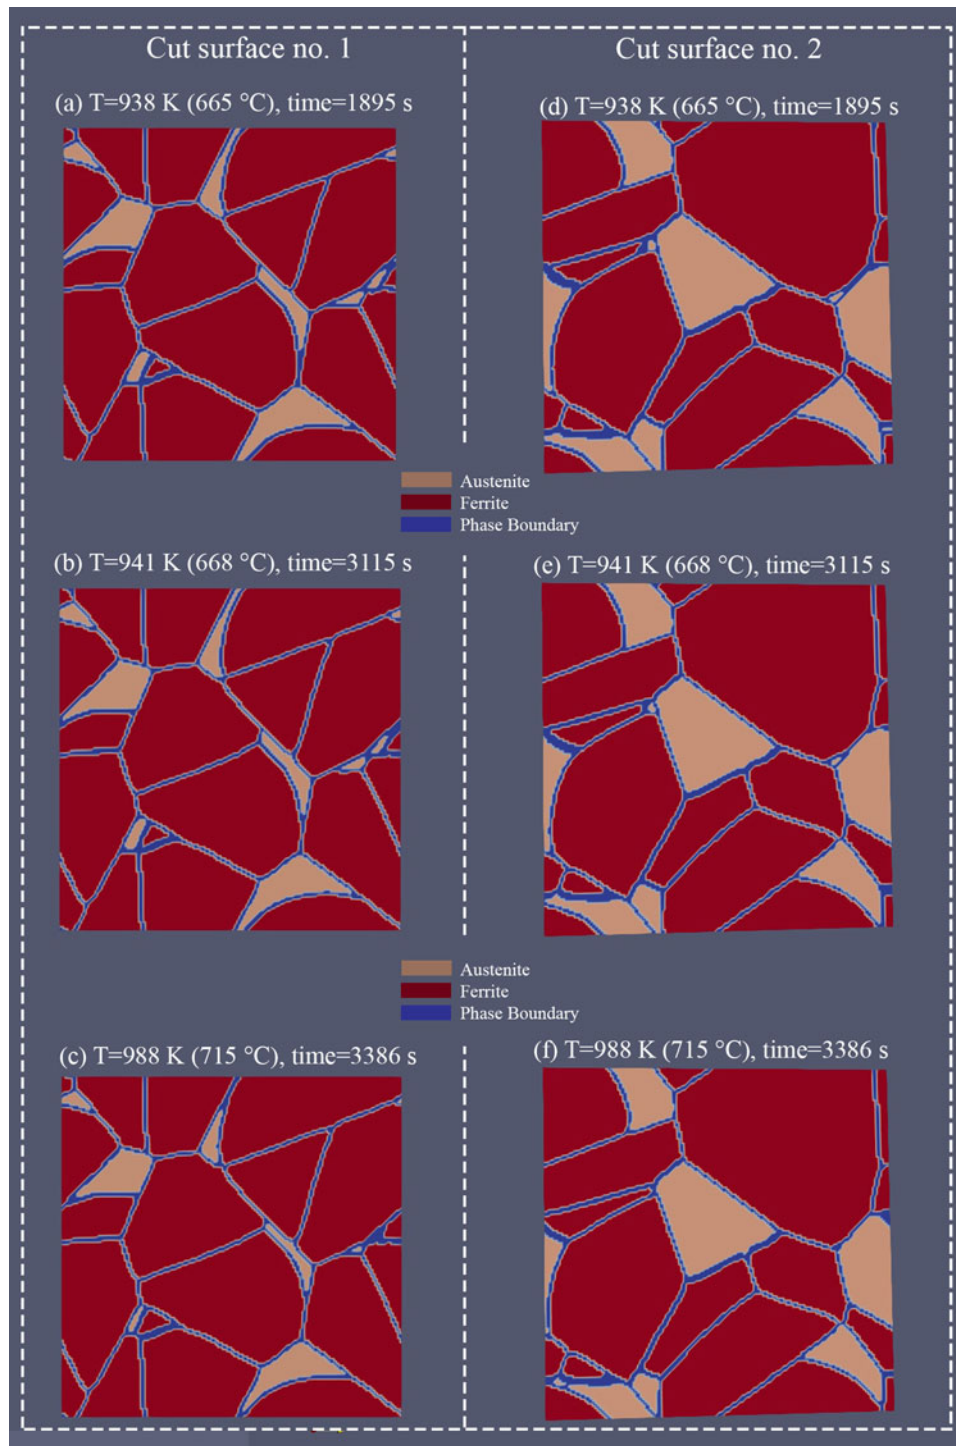 Cut surface no. 1
Cut surface no. 2
(a) T=938 K (665 °C), time=1895 s
(d) T=938 K (665 °C), time=1895 s
Austenite
Ferrite
Phase Boundary
(b) T=941 K (668 °C), time=3115 s
(e) T=941 K (668 °C), time=3115 s
Austenite
Ferrite
Phase Boundary
(c) T=988 K (715 °C), time=3386 s
(f) T=988 K (715 °C), time=3386 s